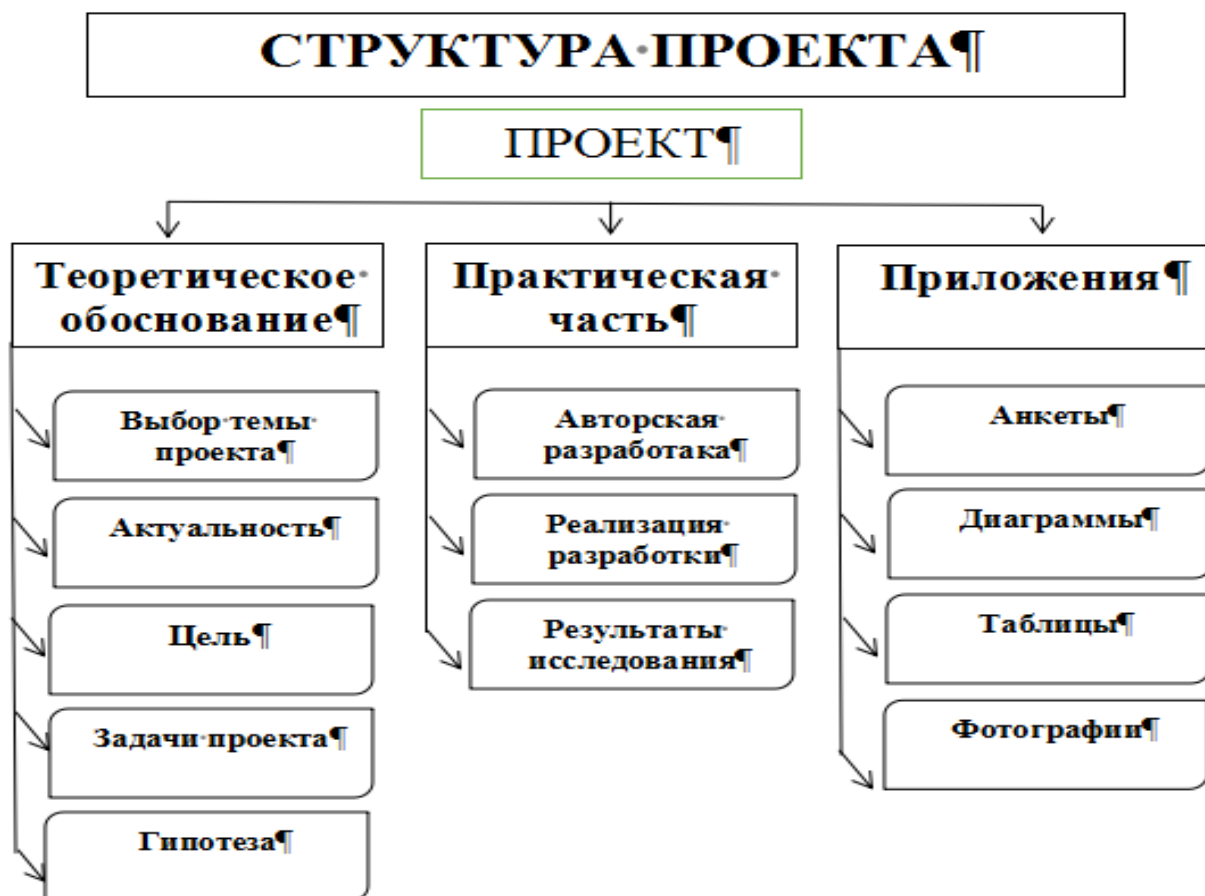 СТРУКТУРА·ПРОЕКТА¶
ПРОЕКТ¶
Теоретическое·
обоснование¶
Выбор·темы·
проекта¶
Актуальность¶
Цель¶
Задачи·проекта¶
Гипотеза¶
Практическая·
часть¶
Авторская·
разработака¶
Реализация·
разработки¶
Результаты·
исследования¶
Приложения¶
Анкеты¶
Диаграммы¶
Таблицы¶
Фотографии¶